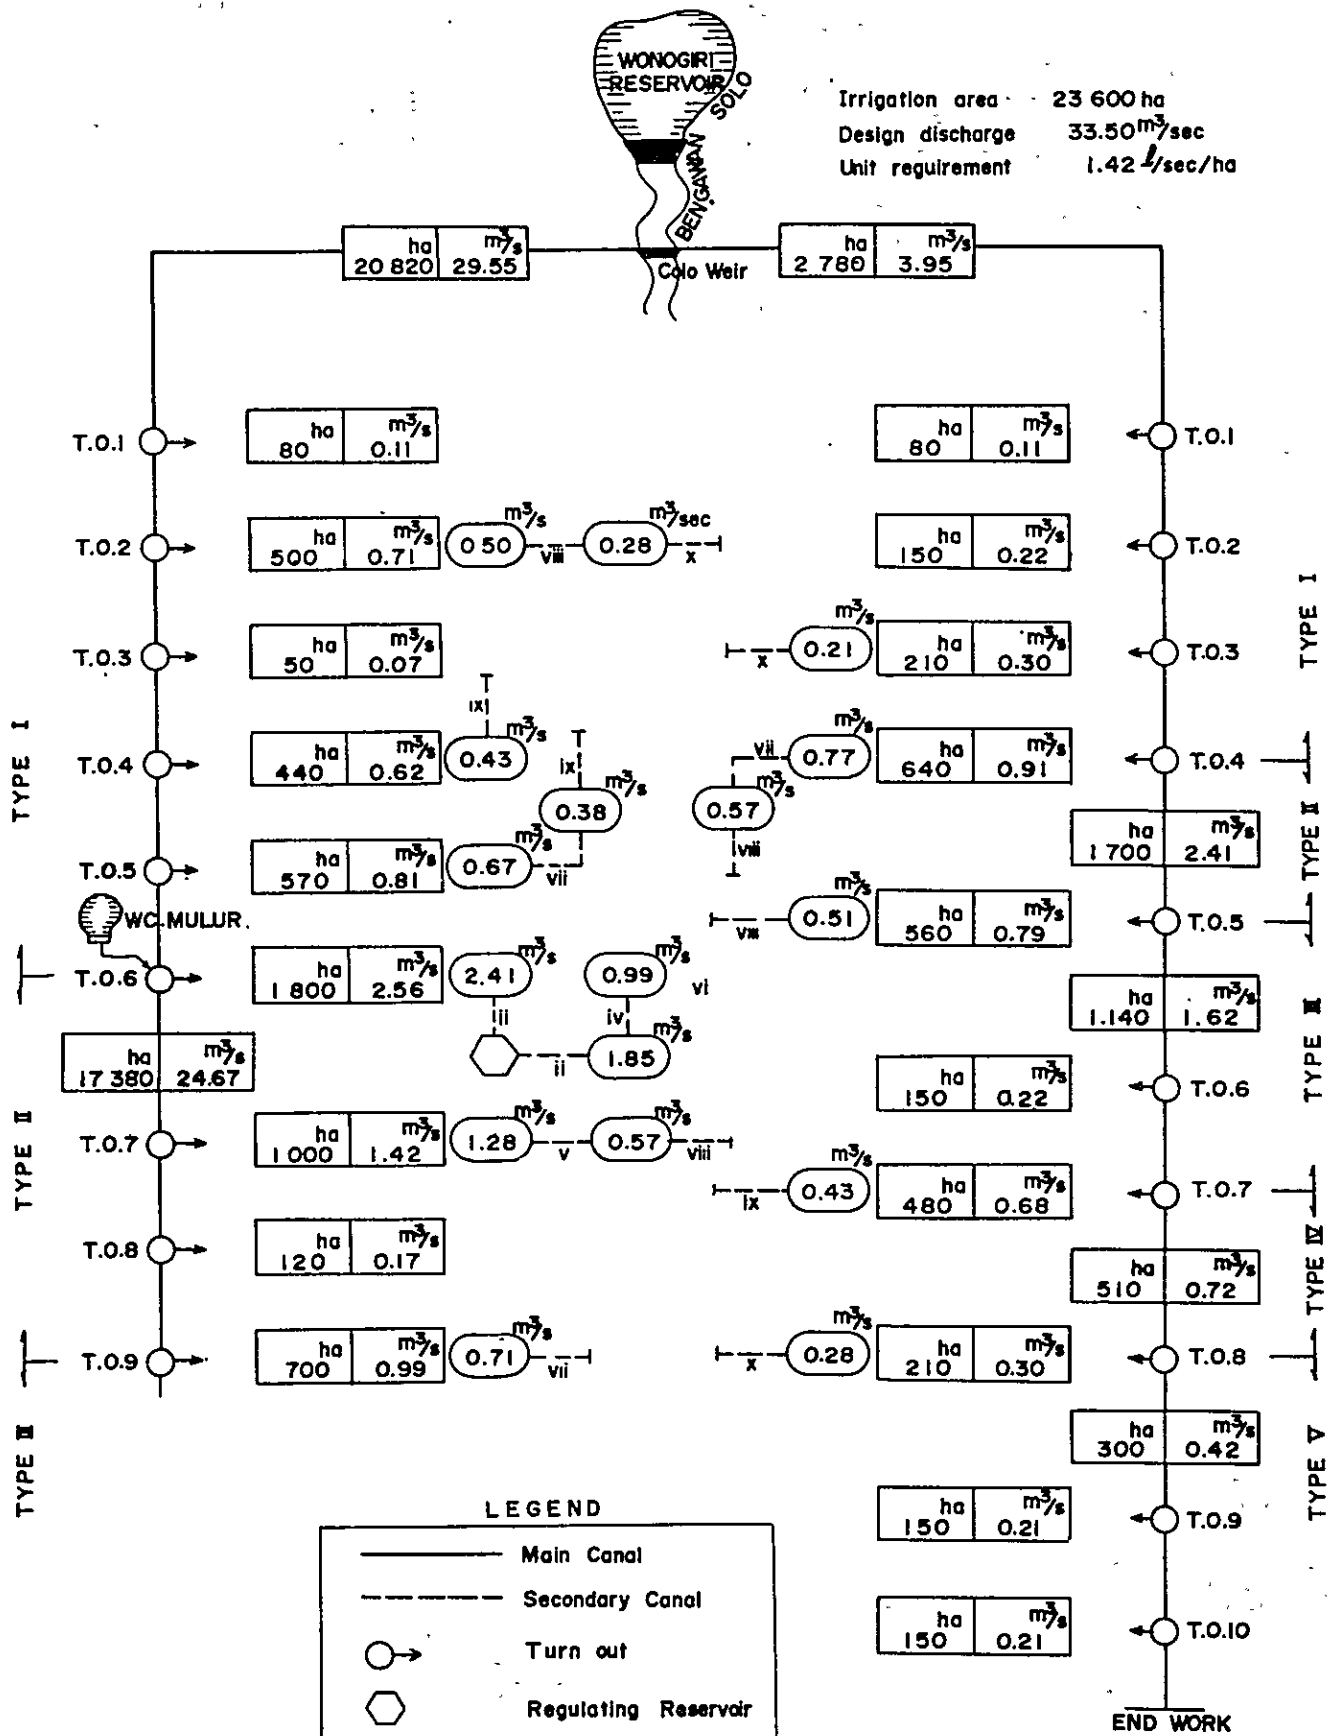 WONOGIRI
RESERVOIR
BENGAWAN SOLO
Irrigation area 23 600 ha
Design discharge 33.50 m³/sec
Unit reguirement 1.42 l/sec/ha
ha m³/s
20 820 29.55
Colo Weir
ha m³/s
2 780 3.95
TYPE I
TYPE II
TYPE III
T.O.1
ha m³/s
80 0.11
T.O.2
ha m³/s
500 0.71
m³/s
0.50
viii
m³/sec
0.28
x
T.O.3
ha m³/s
50 0.07
T.O.4
ha m³/s
440 0.62
m³/s
0.43
ix
T.O.5
ha m³/s
570 0.81
m³/s
0.67
vii
m³/s
0.38
ix
WC. MULUR.
T.O.6
ha m³/s
1 800 2.56
m³/s
2.41
ii
ii
m³/s
1.85
iv
m³/s
0.99
vi
ha m³/s
17 380 24.67
T.O.7
ha m³/s
1 000 1.42
m³/s
1.28
v
m³/s
0.57
viii
T.O.8
ha m³/s
120 0.17
T.O.9
ha m³/s
700 0.99
m³/s
0.71
vii
ha m³/s
80 0.11
T.O.1
ha m³/s
150 0.22
T.O.2
m³/s
0.21
x
ha m³/s
210 0.30
T.O.3
m³/s
0.77
vii
m³/s
0.57
viii
ha m³/s
640 0.91
T.O.4
ha m³/s
1 700 2.41
m³/s
0.51
viii
ha m³/s
560 0.79
T.O.5
ha m³/s
1.140 1.62
ha m³/s
150 0.22
T.O.6
m³/s
0.43
ix
ha m³/s
480 0.68
T.O.7
ha m³/s
510 0.72
m³/s
0.28
x
ha m³/s
210 0.30
T.O.8
ha m³/s
300 0.42
ha m³/s
150 0.21
T.O.9
ha m³/s
150 0.21
T.O.10
END WORK
TYPE I
TYPE II
TYPE III
TYPE IV
TYPE V
LEGEND
Main Canal
Secondary Canal
Turn out
Regulating Reservoir